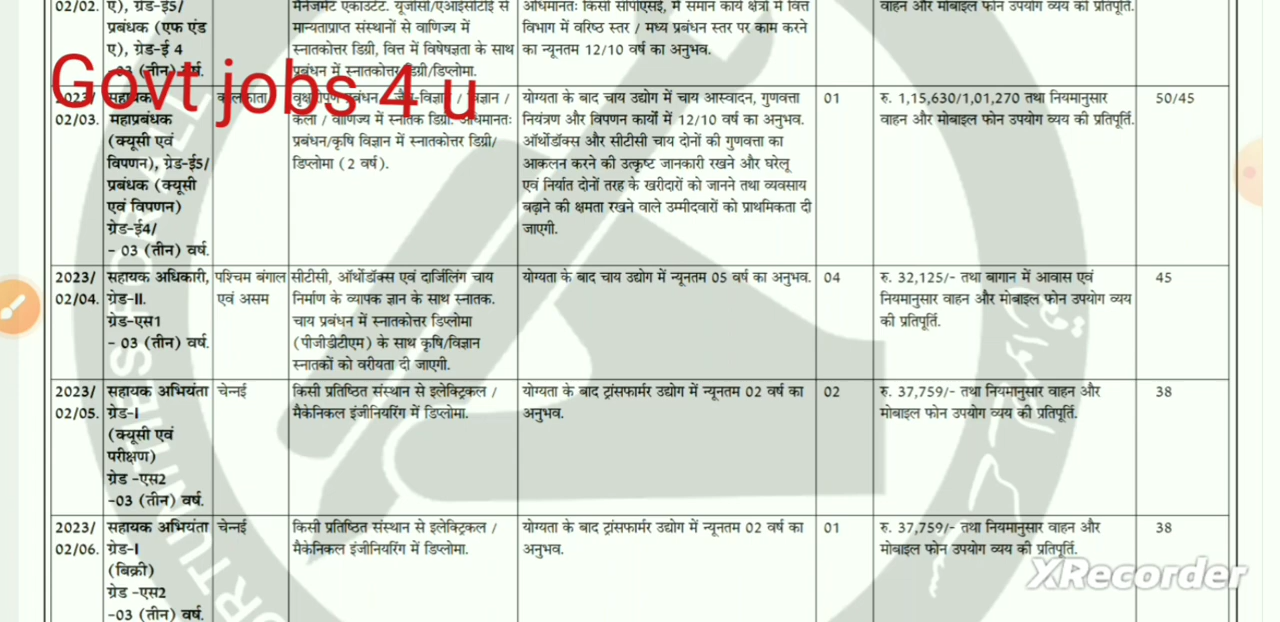 02/02.
ए), ग्रेड-ई5/
प्रबंधक (एफ एंड
ए), ग्रेड-ई 4
मैनेजमेंट एकाउंटेंट. यूजीसी/एआईसीटीई से
मान्यताप्राप्त संस्थानों से वाणिज्य में
स्नातकोत्तर डिग्री, वित्त में विषेषज्ञता के साथ
प्रबंधन में स्नातकोत्तर डिग्री/डिप्लोमा.
अधिमानतः किसी सीपीएसई, में समान कार्य क्षेत्रों में वित्त
विभाग में वरिष्ठ स्तर / मध्य प्रबंधन स्तर पर काम करने
का न्यूनतम 12/10 वर्ष का अनुभव.
वाहन और मोबाइल फोन उपयोग व्यय की प्रतिपूर्ति.
Govt jobs 4 u
2023/
02/03.
सहायक
महाप्रबंधक
(क्यूसी एवं
विपणन), ग्रेड-ई5/
प्रबंधक (क्यूसी
एवं विपणन)
ग्रेड-ई4/
- 03 (तीन) वर्ष.
कोलकाता
विज्ञान /
कला / वाणिज्य में स्नातक डिग्री. अधिमानतः
प्रबंधन/कृषि विज्ञान में स्नातकोत्तर डिग्री/
डिप्लोमा (2 वर्ष).
योग्यता के बाद चाय उद्योग में चाय आस्वादन, गुणवत्ता
नियंत्रण और विपणन कार्यो में 12/10 वर्ष का अनुभव.
ऑर्थोडॉक्स और सीटीसी चाय दोनों की गुणवत्ता का
आकलन करने की उत्कृष्ट जानकारी रखने और घरेलू
एवं निर्यात दोनों तरह के खरीदारों को जानने तथा व्यवसाय
बढ़ाने की क्षमता रखने वाले उम्मीदवारों को प्राथमिकता दी
जाएगी.
01
रु. 1,15,630/1,01,270 तथा नियमानुसार
वाहन और मोबाइल फोन उपयोग व्यय की प्रतिपूर्ति.
50/45
2023/
02/04.
सहायक अधिकारी,
ग्रेड-II.
ग्रेड-एस1
- 03 (तीन) वर्ष.
पश्चिम बंगाल
एवं असम
सीटीसी, ऑर्थोडॉक्स एवं दार्जिलिंग चाय
निर्माण के व्यापक ज्ञान के साथ स्नातक.
चाय प्रबंधन में स्नातकोत्तर डिप्लोमा
(पीजीडीटीएम) के साथ कृषि/विज्ञान
स्नातकों को वरीयता दी जाएगी.
योग्यता के बाद चाय उद्योग में न्यूनतम 05 वर्ष का अनुभव.
04
रु. 32,125/- तथा बागान में आवास एवं
नियमानुसार वाहन और मोबाइल फोन उपयोग व्यय
की प्रतिपूर्ति.
45
2023/
02/05.
सहायक अभियंता
ग्रेड-I
(क्यूसी एवं
परीक्षण)
ग्रेड -एस2
-03 (तीन) वर्ष.
चेन्नई
किसी प्रतिष्ठित संस्थान से इलेक्ट्रिकल /
मैकेनिकल इंजीनियरिंग में डिप्लोमा.
योग्यता के बाद ट्रांसफार्मर उद्योग में न्यूनतम 02 वर्ष का
अनुभव.
02
रु. 37,759/- तथा नियमानुसार वाहन और
मोबाइल फोन उपयोग व्यय की प्रतिपूर्ति.
38
2023/
02/06.
सहायक अभियंता
ग्रेड-I
(बिक्री)
ग्रेड -एस2
-03 (तीन) वर्ष.
चेन्नई
किसी प्रतिष्ठित संस्थान से इलेक्ट्रिकल /
मैकेनिकल इंजीनियरिंग में डिप्लोमा.
योग्यता के बाद ट्रांसफार्मर उद्योग में न्यूनतम 02 वर्ष का
अनुभव.
01
रु. 37,759/- तथा नियमानुसार वाहन और
मोबाइल फोन उपयोग व्यय की प्रतिपूर्ति.
38
XRecorder